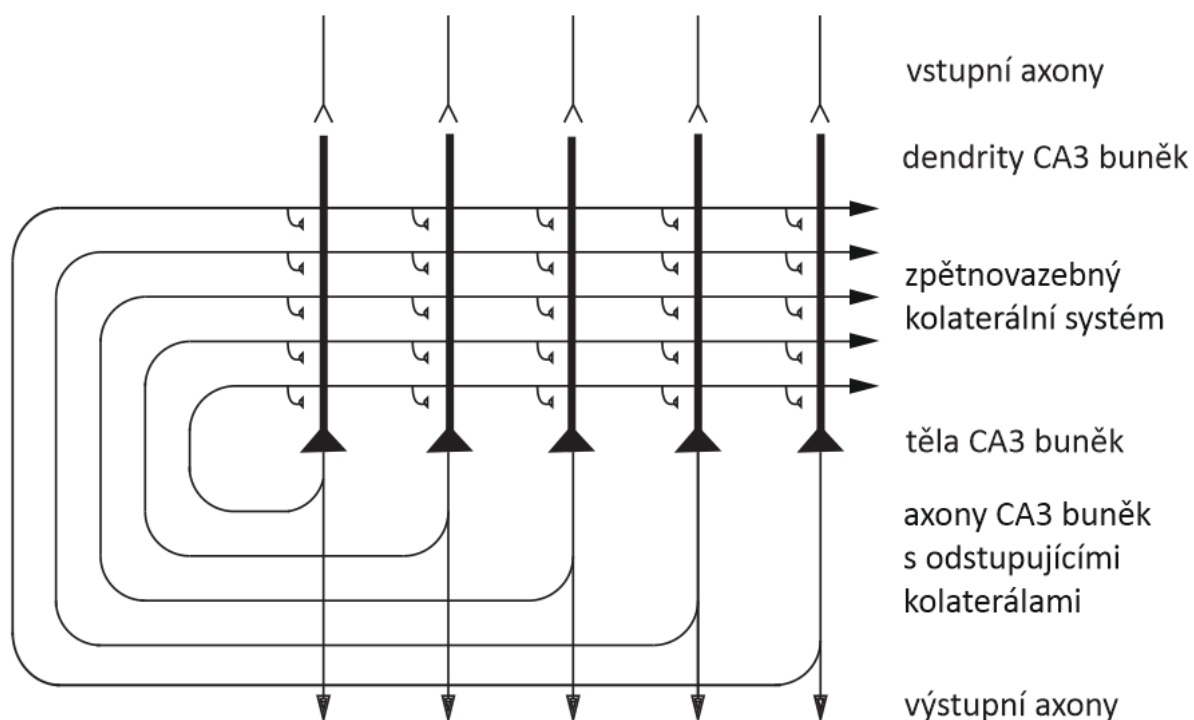 vstupní axony
dendrity CA3 buněk
zpětnovazebný
kolaterální systém
těla CA3 buněk
axony CA3 buněk
s odstupujícími
kolaterálami
výstupní axony